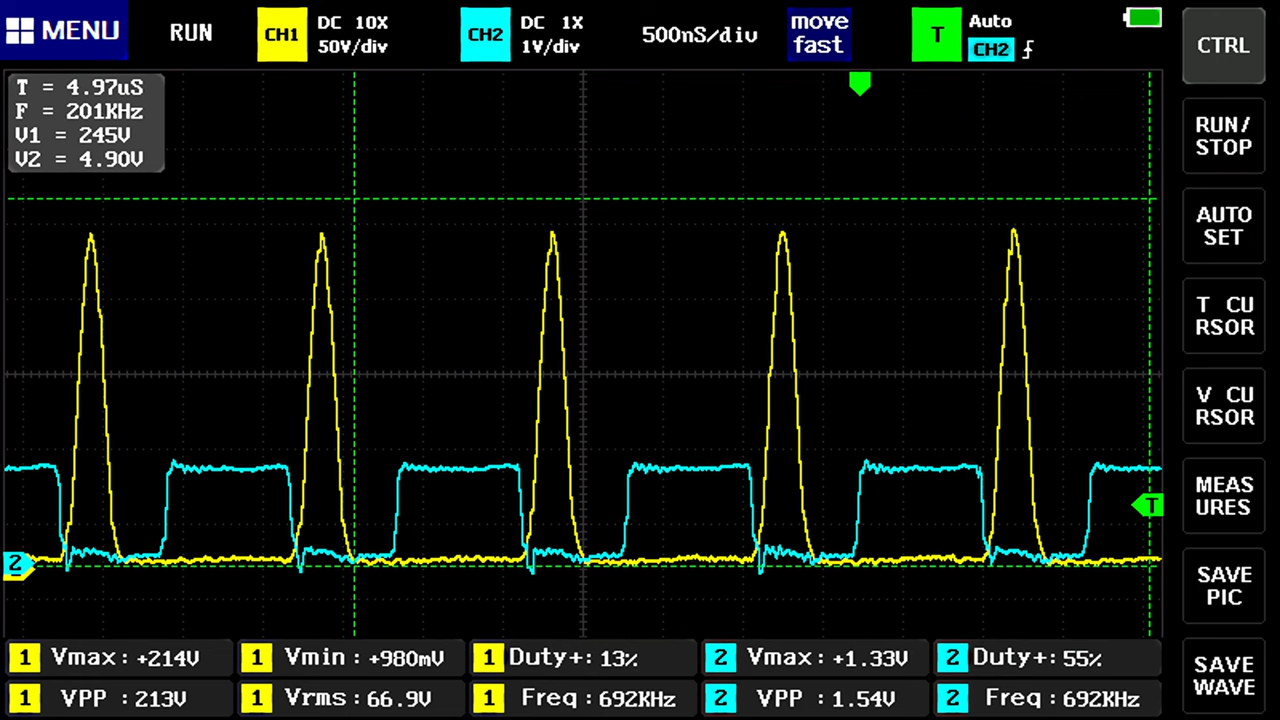 MENU
RUN
CH1
DC 10X
50V/div
CH2
DC 1X
1V/div
500nS/div
move
fast
T
Auto
CH2
CTRL
T = 4.97uS
F = 201KHz
V1 = 245V
V2 = 4.90V
RUN/
STOP
AUTO
SET
T CU
RSOR
V CU
RSOR
MEAS
URES
T
2
SAVE
PIC
SAVE
WAVE
1 Vmax: +214V
1 Vmin: +980mV
1 Duty+: 13%
2 Vmax: +1.33V
2 Duty+: 55%
1 VPP : 213V
1 Vrms: 66.9V
1 Freq: 692KHz
2 VPP : 1.54V
2 Freq: 692KHz